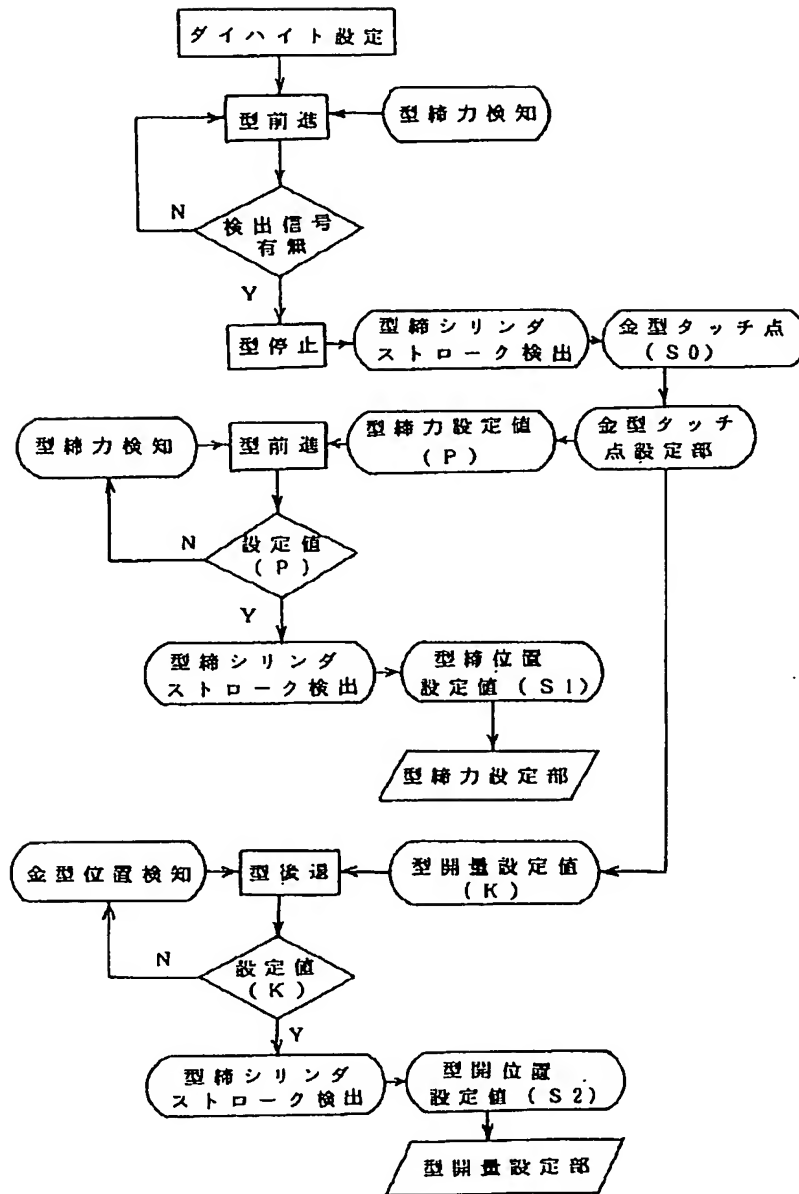 ダイハイト設定
型前進
型締力検知
N
検出信号
有無
Y
型停止
型締シリンダ
ストローク検出
金型タッチ点
(S0)
型締力検知
型前進
型締力設定値
(P)
金型タッチ
点設定部
N
設定値
(P)
Y
型締シリンダ
ストローク検出
型締位置
設定値(S1)
型締力設定部
金型位置検知
型後退
型開量設定値
(K)
N
設定値
(K)
Y
型締シリンダ
ストローク検出
型開位置
設定値(S2)
型開量設定部